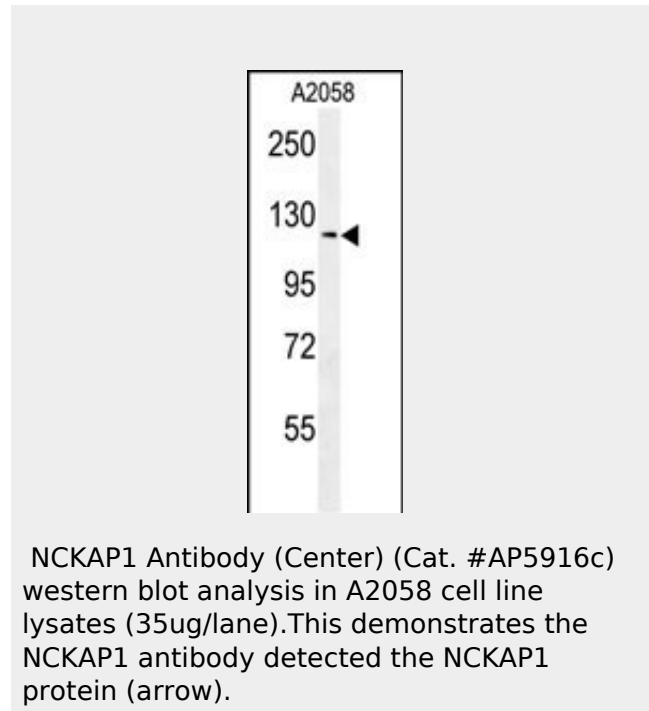 A2058
250
130
95
72
55
NCKAP1 Antibody (Center) (Cat. #AP5916c)
western blot analysis in A2058 cell line
lysates (35ug/lane).This demonstrates the
NCKAP1 antibody detected the NCKAP1
protein (arrow).